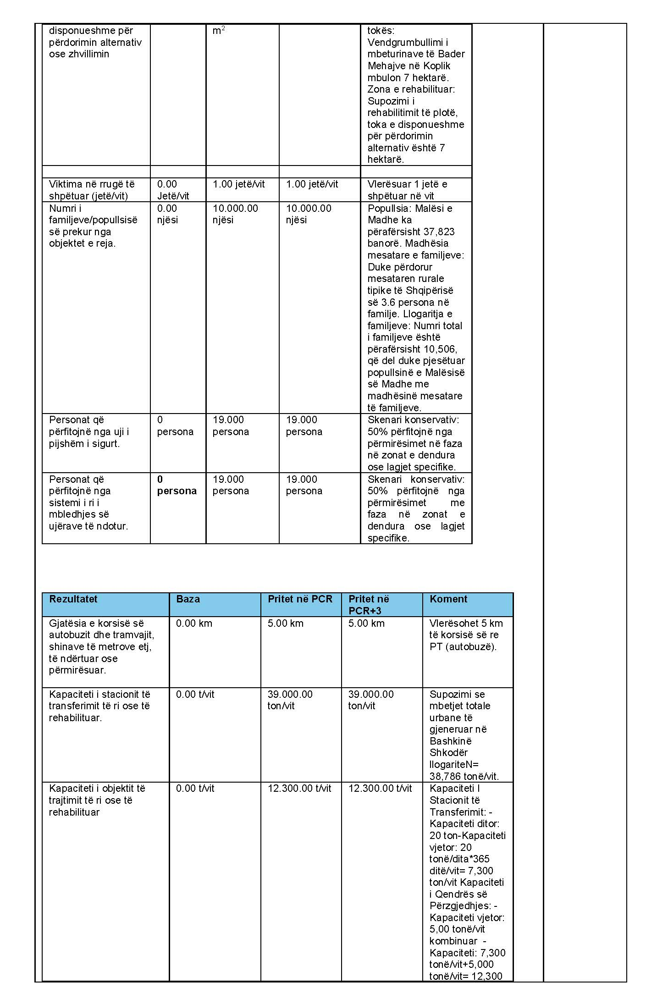 disponueshme për
përdorimin alternativ
ose zhvillimin
m²
tokës:
Vendgrumbullimi i
mbeturinave të Bader
Mehajve në Koplik
mbulon 7 hektarë.
Zona e rehabilituar:
Supozimi i
rehabilitimit të plotë,
toka e disponueshme
për përdorimin
alternativ është 7
hektarë.
Viktima në rrugë të
shpëtuar (jetë/vit)
0.00
Jetë/vit
1.00 jetë/vit
1.00 jetë/vit
Vlerësuar 1 jetë e
shpëtuar në vit
Numri i
familjeve/popullsisë
së prekur nga
objektet e reja.
0.00
njësi
10.000.00
njësi
10.000.00
njësi
Popullsia: Malësi e
Madhe ka
përafërsisht 37,823
banorë. Madhësia
mesatare e familjeve:
Duke përdorur
mesataren rurale
tipike të Shqipërisë
së 3.6 persona në
familje. Llogaritja e
familjeve: Numri total
i familjeve është
përafërsisht 10,506,
që del duke pjesëtuar
popullsinë e Malësisë
së Madhe me
madhësinë mesatare
të familjeve.
Personat që
përfitojnë nga uji i
pijshëm i sigurt.
0
persona
19.000
persona
19.000
persona
Skenari konservativ:
50% përfitojnë nga
përmirësimet në faza
në zonat e dendura
ose lagjet specifike.
Personat që
përfitojnë nga
sistemi i ri i
mbledhjes së
ujërave të ndotur.
0
persona
19.000
persona
19.000
persona
Skenari konservativ:
50% përfitojnë nga
përmirësimet me
faza në zonat e
dendura ose lagjet
specifike.
Rezultatet
Baza
Pritet në PCR
Pritet në
PCR+3
Koment
Gjatësia e korsisë së
autobuzit dhe tramvajit,
shinave të metrove etj,
të ndërtuar ose
përmirësuar.
0.00 km
5.00 km
5.00 km
Vlerësohet 5 km
të korsisë së re
PT (autobuzë).
Kapaciteti i stacionit të
transferimit të ri ose të
rehabilituar.
0.00 t/vit
39.000.00
ton/vit
39.000.00
ton/vit
Supozimi se
mbetjet totale
urbane të
gjeneruar në
Bashkinë
Shkodër
llogariteN=
38,786 tonë/vit.
Kapaciteti i objektit të
trajtimit të ri ose të
rehabilituar
0.00 t/vit
12.300.00 t/vit
12.300.00 t/vit
Kapaciteti I
Stacionit të
Transferimit: -
Kapaciteti ditor:
20 ton-Kapaciteti
vjetor: 20
tonë/dita*365
ditë/vit= 7,300
ton/vit Kapaciteti
i Qendrës së
Përzgjedhjes: -
Kapaciteti vjetor:
5,00 tonë/vit
kombinuar -
Kapaciteti: 7,300
tonë/vit+5,000
tonë/vit= 12,300